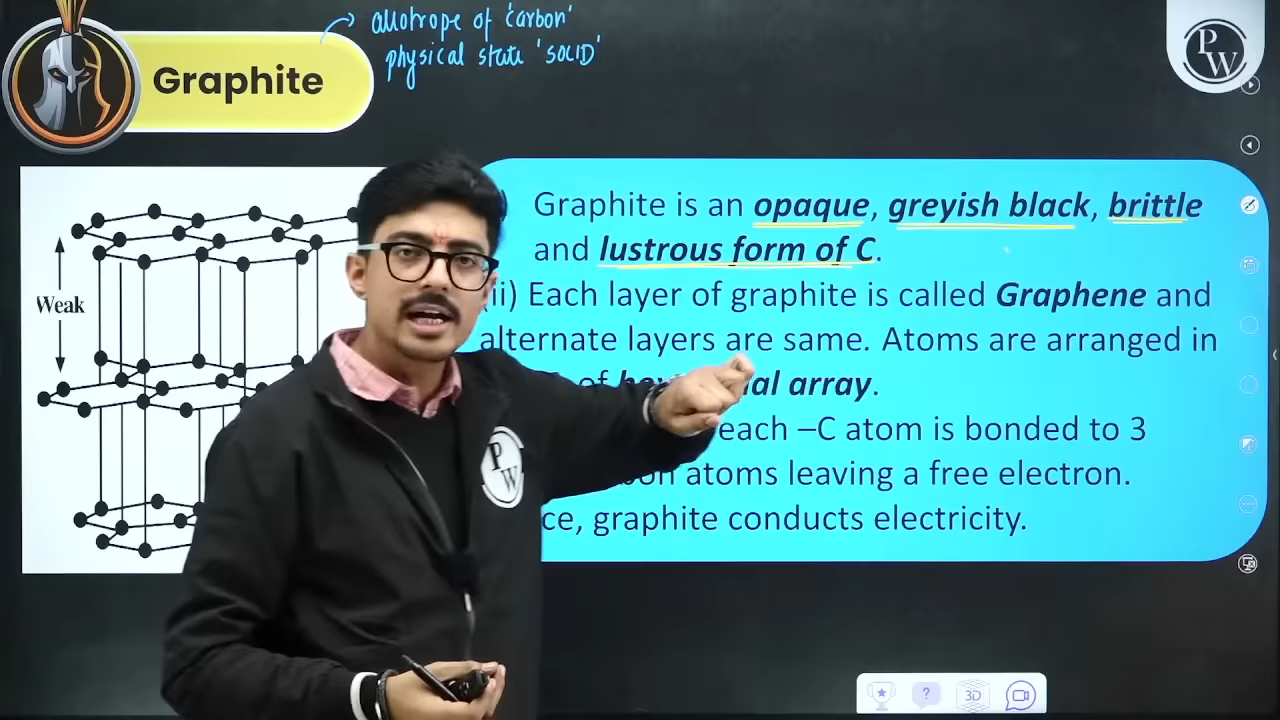 allotrope of 'carbon'
physical state 'SOLID'
Graphite
P
W
Weak
Graphite is an opaque, greyish black, brittle
and lustrous form of C.
ii) Each layer of graphite is called Graphene and
alternate layers are same. Atoms are arranged in
of al array.
each –C atom is bonded to 3
atoms leaving a free electron.
graphite conducts electricity.
P
W
?
3D